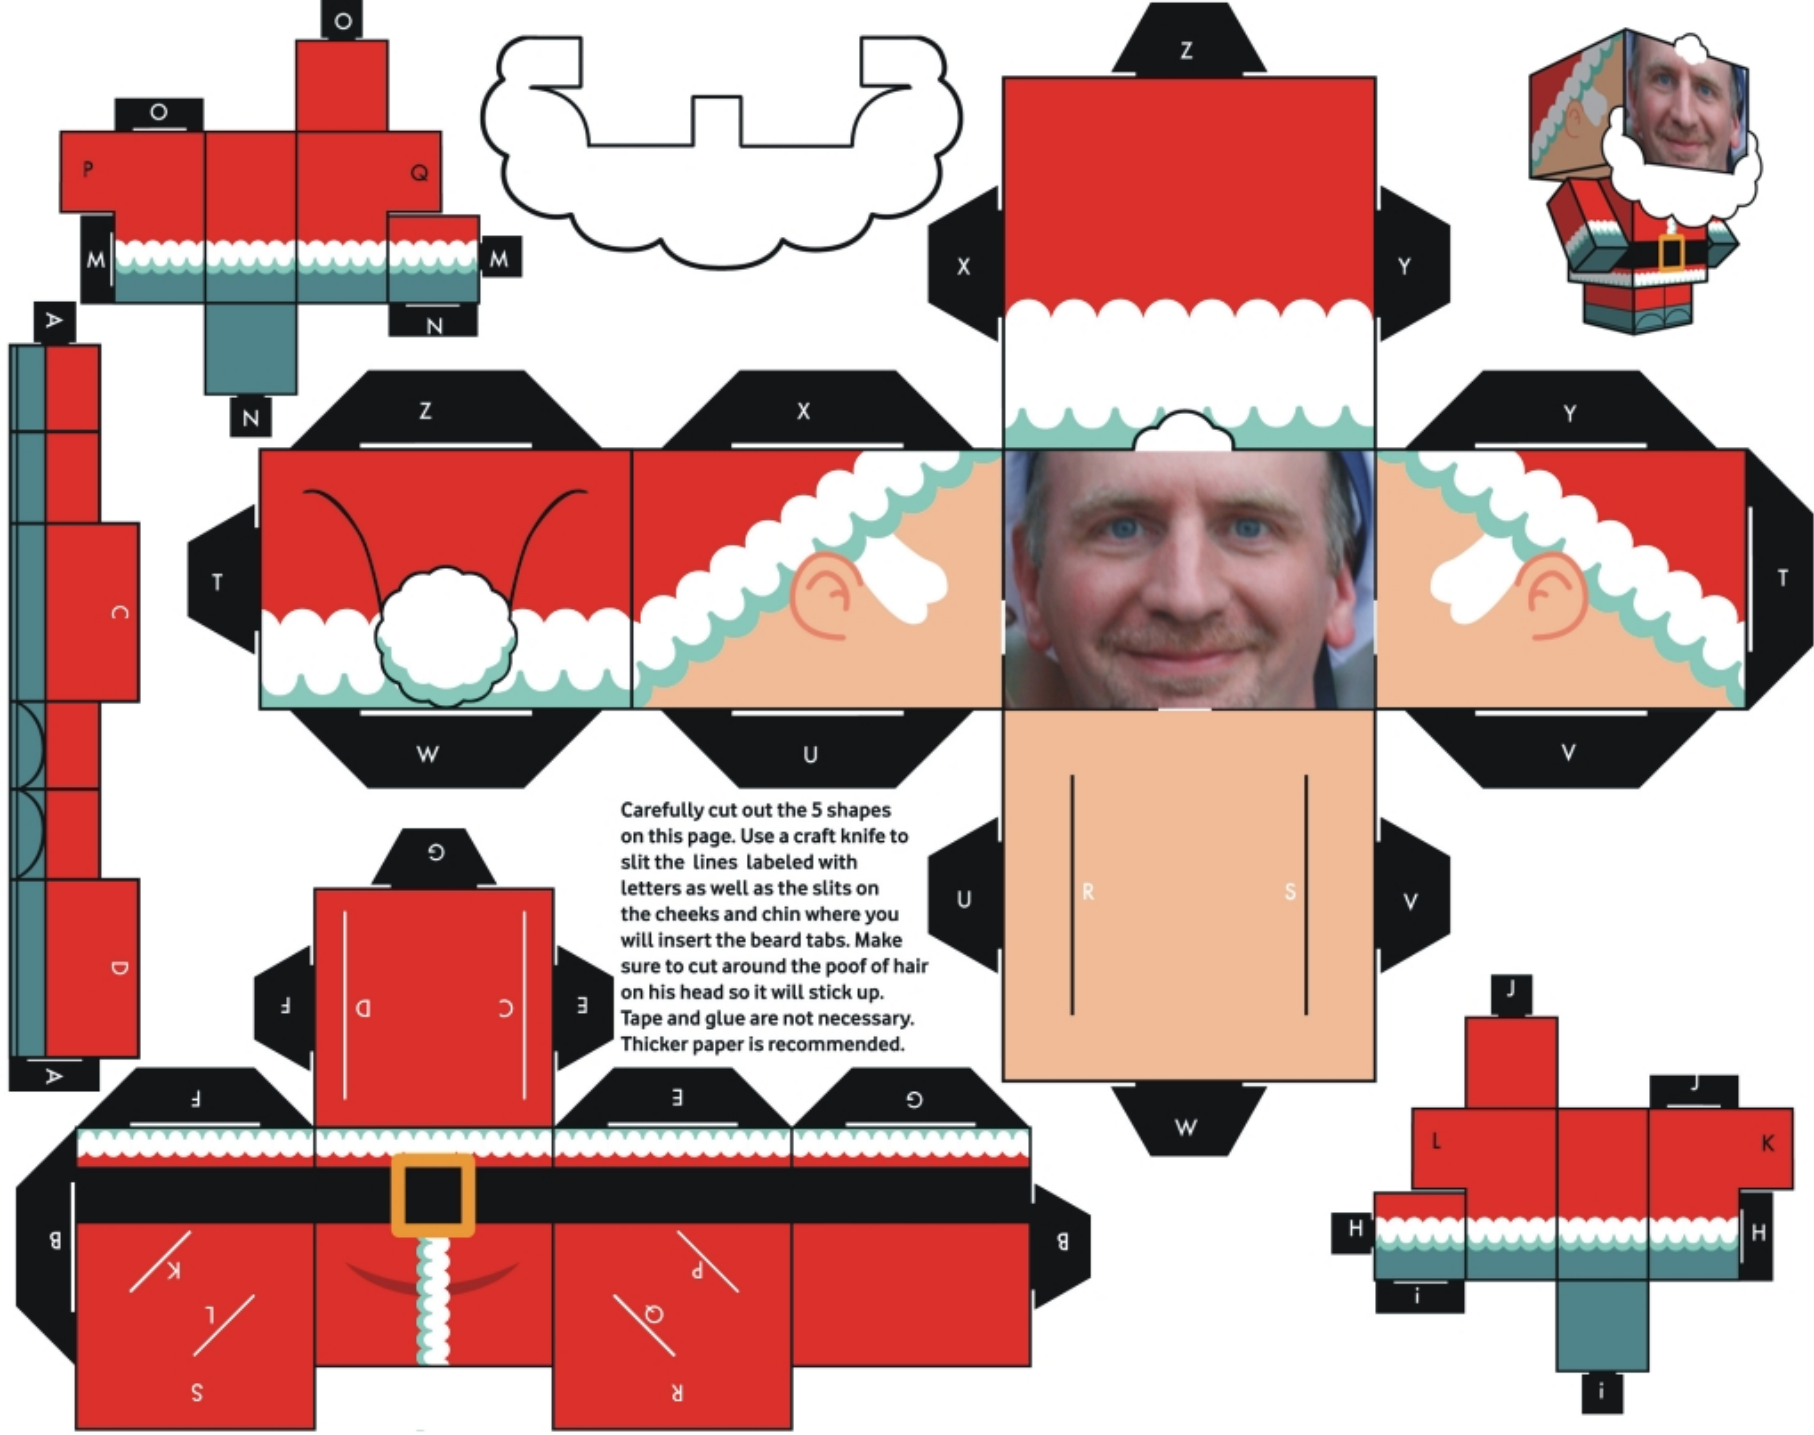 O
O
P
Q
M
M
N
N
A
C
D
A
Z
X
Y
Z
X
Y
T
T
W
U
V
Carefully cut out the 5 shapes
on this page. Use a craft knife to
slit the lines labeled with
letters as well as the slits on
the cheeks and chin where you
will insert the beard tabs. Make
sure to cut around the poof of hair
on his head so it will stick up.
Tape and glue are not necessary.
Thicker paper is recommended.
U
R
S
V
W
G
F
D
C
E
F
E
G
B
K
L
S
P
Q
R
B
J
J
L
K
H
H
i
i